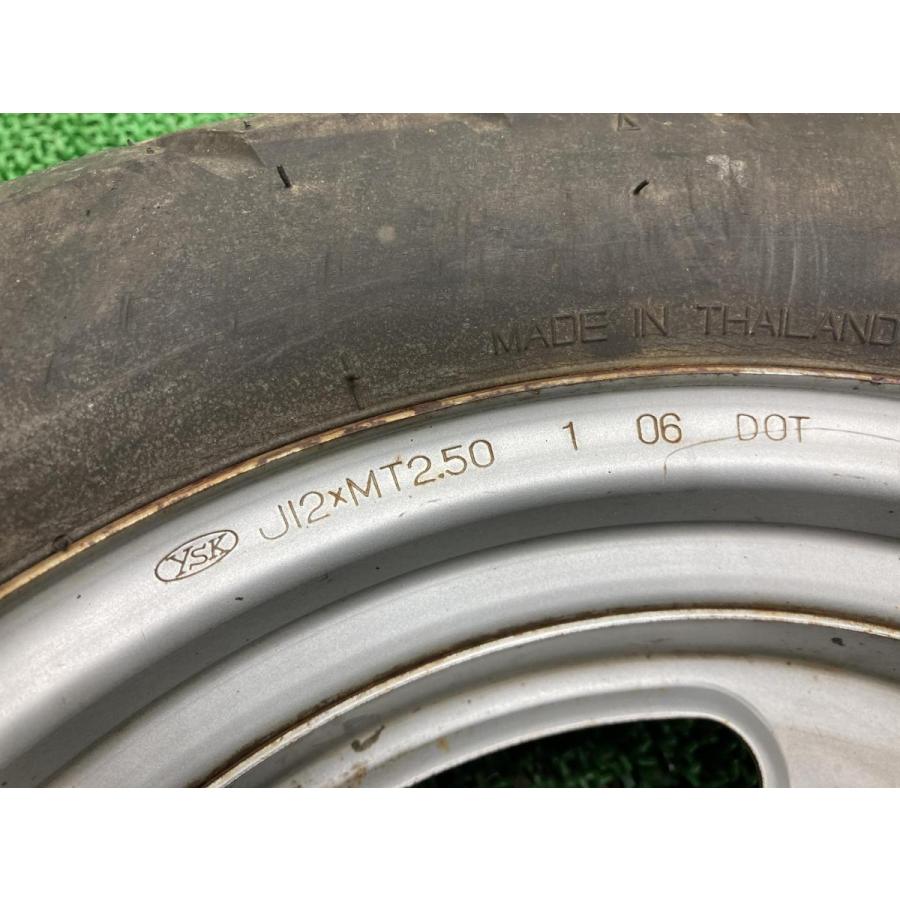 MADE IN THAILAND
YSK J12×MT2.50 1 06 DOT